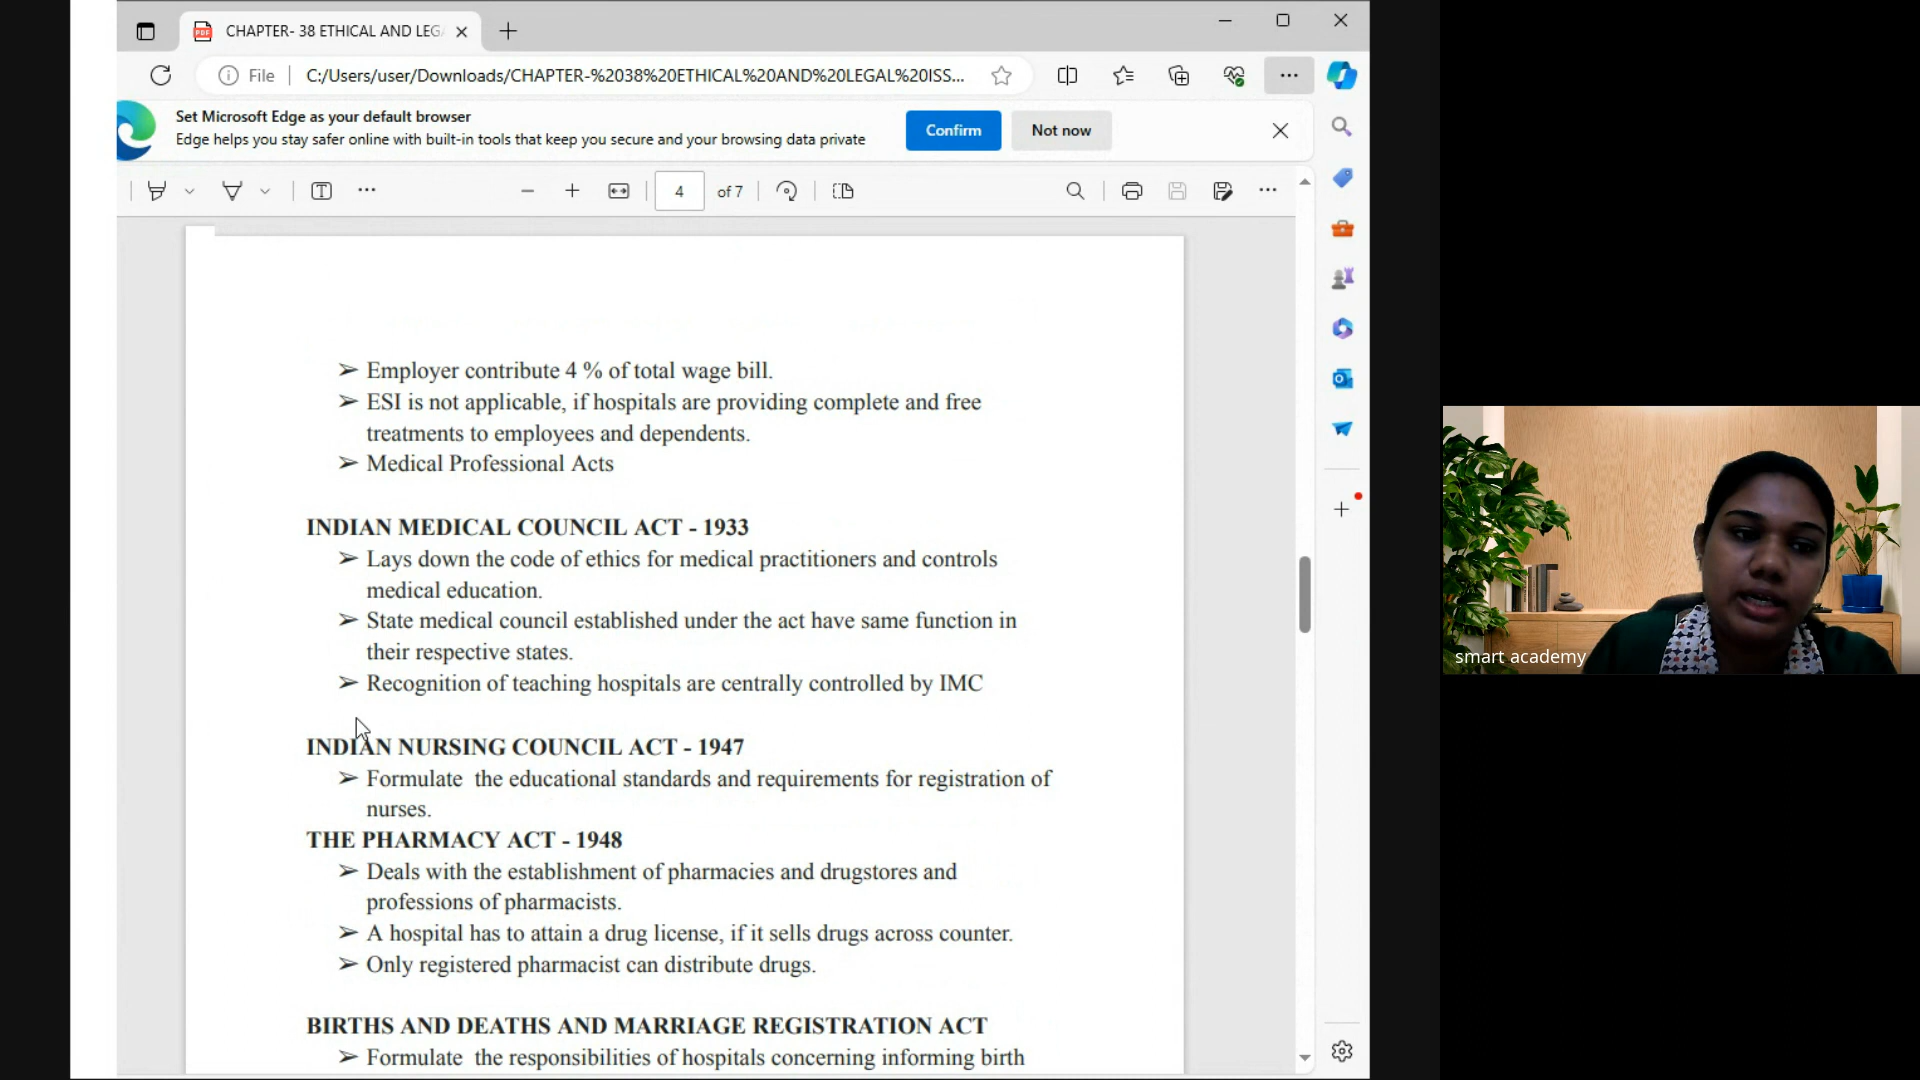 CHAPTER- 38 ETHICAL AND LEG
File
C:/Users/user/Downloads/CHAPTER-%2038%20ETHICAL%20AND%20LEGAL%20ISS...
Set Microsoft Edge as your default browser
Edge helps you stay safer online with built-in tools that keep you secure and your browsing data private
Confirm
Not now
4 of 7
➢ Employer contribute 4 % of total wage bill.
➢ ESI is not applicable, if hospitals are providing complete and free
treatments to employees and dependents.
➢ Medical Professional Acts
INDIAN MEDICAL COUNCIL ACT - 1933
➢ Lays down the code of ethics for medical practitioners and controls
medical education.
➢ State medical council established under the act have same function in
their respective states.
➢ Recognition of teaching hospitals are centrally controlled by IMC
INDIAN NURSING COUNCIL ACT - 1947
➢ Formulate the educational standards and requirements for registration of
nurses.
THE PHARMACY ACT - 1948
➢ Deals with the establishment of pharmacies and drugstores and
professions of pharmacists.
➢ A hospital has to attain a drug license, if it sells drugs across counter.
➢ Only registered pharmacist can distribute drugs.
BIRTHS AND DEATHS AND MARRIAGE REGISTRATION ACT
➢ Formulate the responsibilities of hospitals concerning informing birth
smart academy